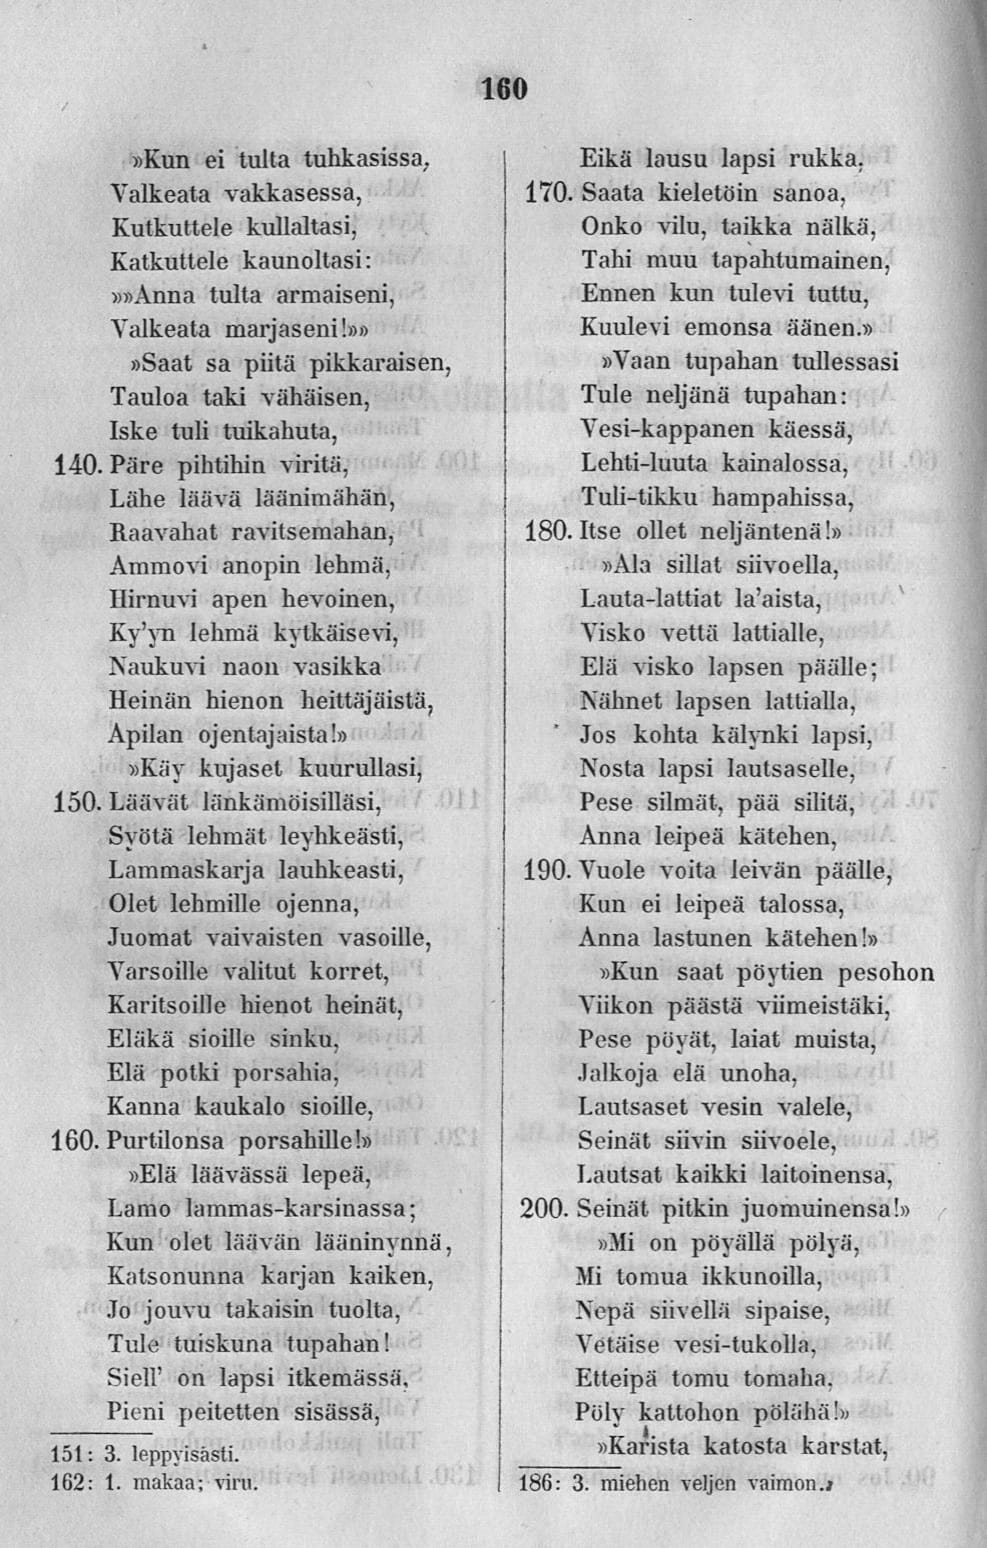 160
»Kun ei tulta tuhkasissa,
Valkeata vakkasessa,
Kutkuttele kullaltasi,
Katkuttele kaunoltasi:
»»Anna tulta armaiseni,
Valkeata marjaseni!»»
»Saat sa piitä pikkaraisen,
Tauloa taki vähäisen,
Iske tuli tuikahuta,
140. Päre pihtihin viritä,
Lähe läävä läänimähän,
Raavahat ravitsemahan,
Ammovi anopin lehmä,
Hirnuvi apen hevoinen,
Ky'yn lehmä kytkäisevi,
Naukuvi naon vasikka
Heinän hienon heittäjäistä,
Apilan ojentajaista!»
»Käy kujaset kuurullasi,
150. Läävät länkämöisilläsi,
Syötä lehmät leyhkeästi,
Lammaskarja lauhkeasti,
Olet lehmille ojenna,
Juomat vaivaisten vasoille,
Varsoille valitut korret,
Karitsoille hienot heinät,
Eläkä sioille sinku,
Elä potki porsahia,
Kanna kaukalo sioille,
160. Purtilonsa porsahille!»
»Elä läävässä lepeä,
Lamo lammas-karsinassa;
Kun olet läävän lääninynnä,
Katsonunna karjan kaiken,
Jo jouvu takaisin tuolta,
Tule tuiskuna tupahan!
Siell' on lapsi itkemässä,
Pieni peitetten sisässä,
151: 3. leppyisästi.
162: 1. makaa; viru.
Eikä lausu lapsi rukka,
170. Saata kieletöin sanoa,
Onko vilu, taikka nälkä,
Tahi muu tapahtumainen,
Ennen kun tulevi tuttu,
Kuulevi emonsa äänen.»
»Vaan tupahan tullessasi
Tule neljänä tupahan:
Vesi-kappanen käessä,
Lehti-luuta kainalossa,
Tuli-tikku hampahissa,
180. Itse ollet neljäntenä!»
»Ala sillat siivoella,
Lauta-lattiat la'aista,
Visko vettä lattialle,
Elä visko lapsen päälle;
Nähnet lapsen lattialla,
Jos kohta kälynki lapsi,
Nosta lapsi lautsaselle,
Pese silmät, pää silitä,
Anna leipeä kätehen,
190. Vuole voita leivän päälle,
Kun ei leipeä talossa,
Anna lastunen kätehen!»
»Kun saat pöytien pesohon
Viikon päästä viimeistäki,
Pese pöyät, laiat muista,
Jalkoja elä unoha,
Lautsaset vesin valele,
Seinät siivin siivoele,
Lautsat kaikki laitoinensa,
200. Seinät pitkin juomuinensa!»
»Mi on pöyällä pölyä,
Mi tomua ikkunoilla,
Nepä siivellä sipaise,
Vetäise vesi-tukolla,
Etteipä tomu tomaha,
Pöly kattohon pölähä!»
»Karista katosta karstat,
186: 3. miehen veljen vaimon.»